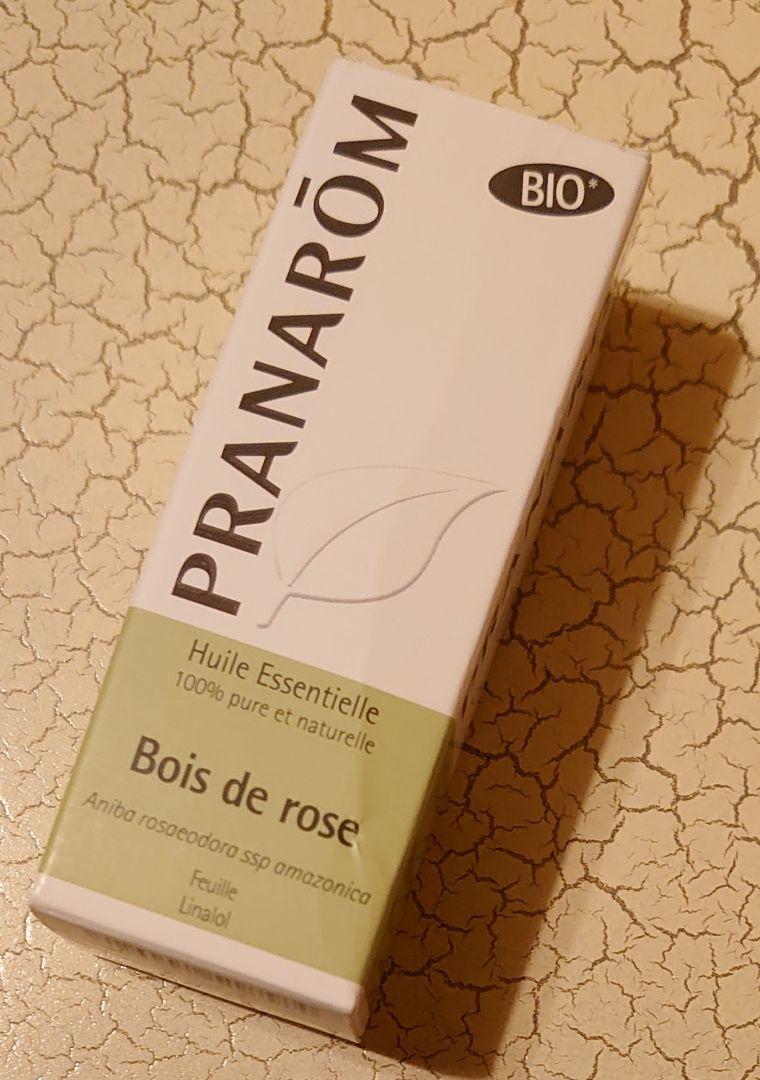 PRANARŌM
BIO*
Huile Essentielle
100% pure et naturelle
Bois de rose
Aniba rosaeodora ssp amazonica
Feuille
Linalol